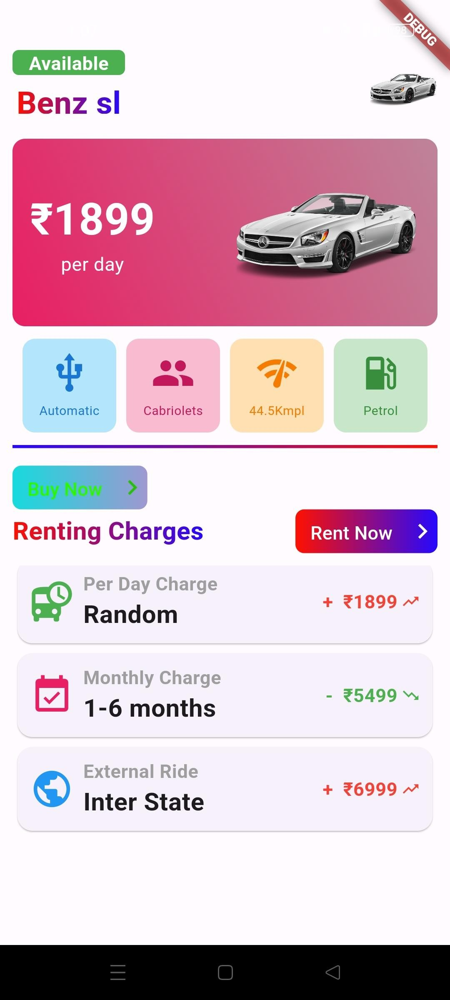 DEBUG
98
Available
Benz sl
₹1899
per day
Automatic
Cabriolets
44.5Kmpl
Petrol
Buy Now
Renting Charges
Rent Now
Per Day Charge
Random
+ ₹1899
Monthly Charge
1-6 months
- ₹5499
External Ride
Inter State
+ ₹6999